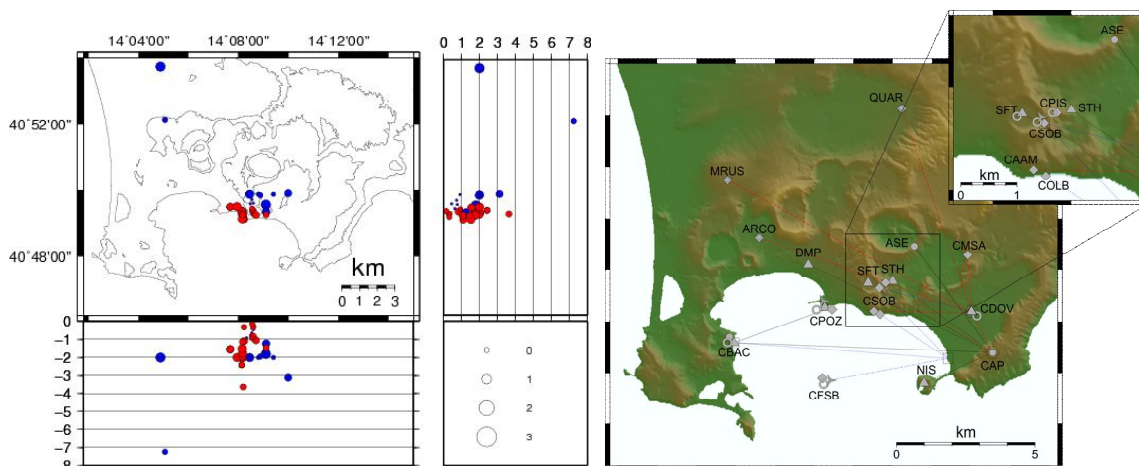 14°04'00" 14°08'00" 14°12'00"
40°52'00"
40°48'00"
km
0 1 2 3
0 1 2 3 4 5 6 7 8
0
-1
-2
-3
-4
-5
-6
-7
8
0
1
2
3
QUAR
MRUS
ARCO
DMP
ASE
CMSA
SFT STH
CSOB
CPOZ
CDOV
CBAC
CAP
NIS
CFSB
km
0 5
ASE
SFT CPIS STH
CSOB
CAAM
COLB
km
0 1